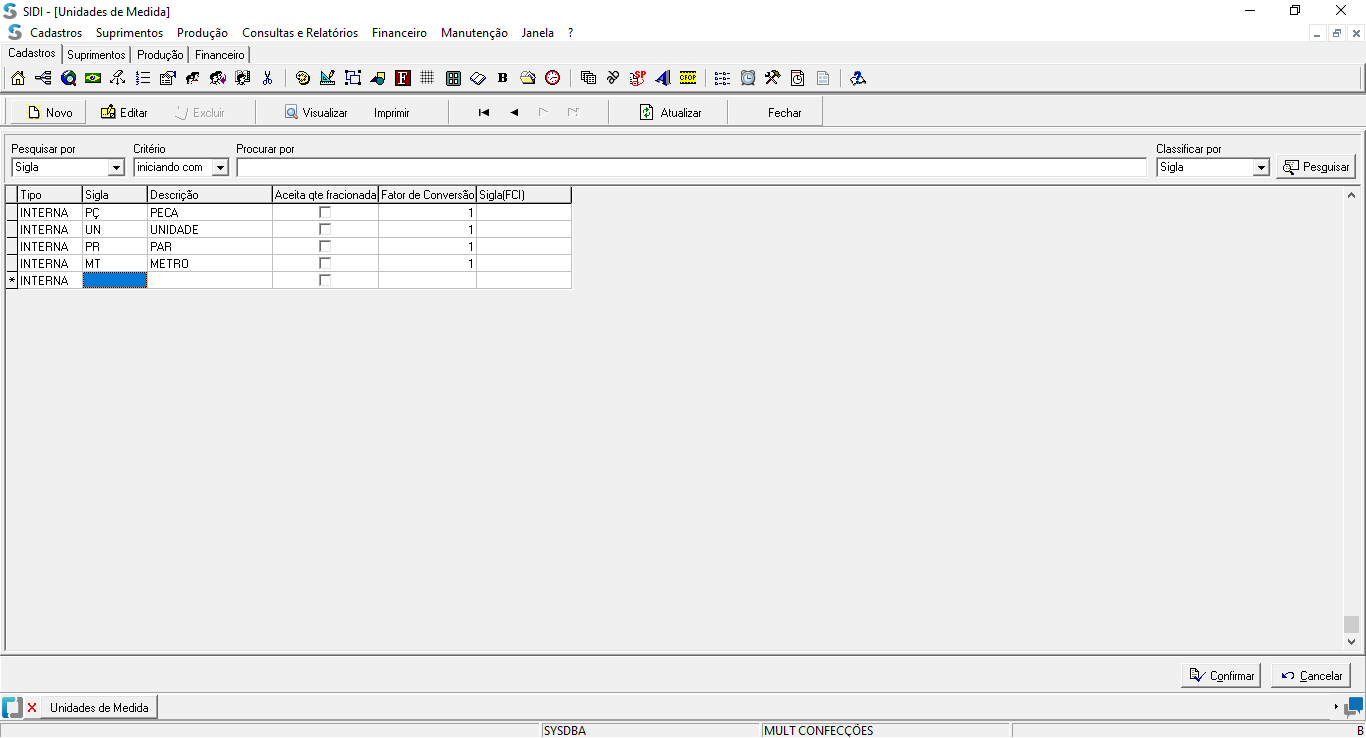 SIDI - [Unidades de Medida]
Cadastros Suprimentos Produção Consultas e Relatórios Financeiro Manutenção Janela ?
Cadastros Suprimentos Produção Financeiro
F B SP CFOP
Novo Editar Excluir Visualizar Imprimir Atualizar Fechar
Pesquisar por Critério Procurar por Classificar por
Sigla iniciando com Sigla Pesquisar
Tipo Sigla Descrição Aceita qte fracionada Fator de Conversão Sigla(FCI)
INTERNA PÇ PECA 1
INTERNA UN UNIDADE 1
INTERNA PR PAR 1
INTERNA MT METRO 1
* INTERNA
Confirmar Cancelar
Unidades de Medida
SYSDBA MULT CONFECÇÕES B